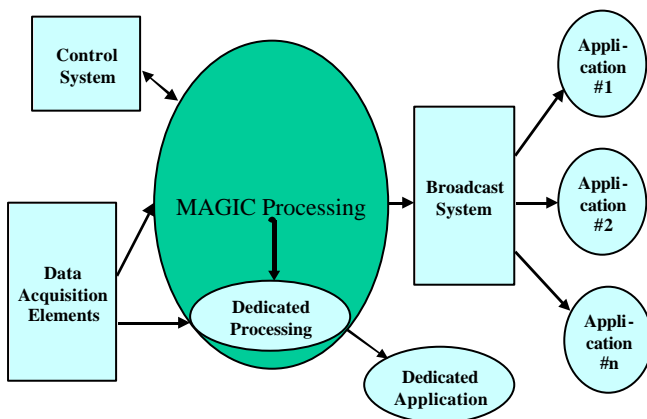 Control
System
Data
Acquisition
Elements
MAGIC Processing
Dedicated
Processing
Dedicated
Application
Broadcast
System
Appli-
cation
#1
Appli-
cation
#2
Appli-
cation
#n